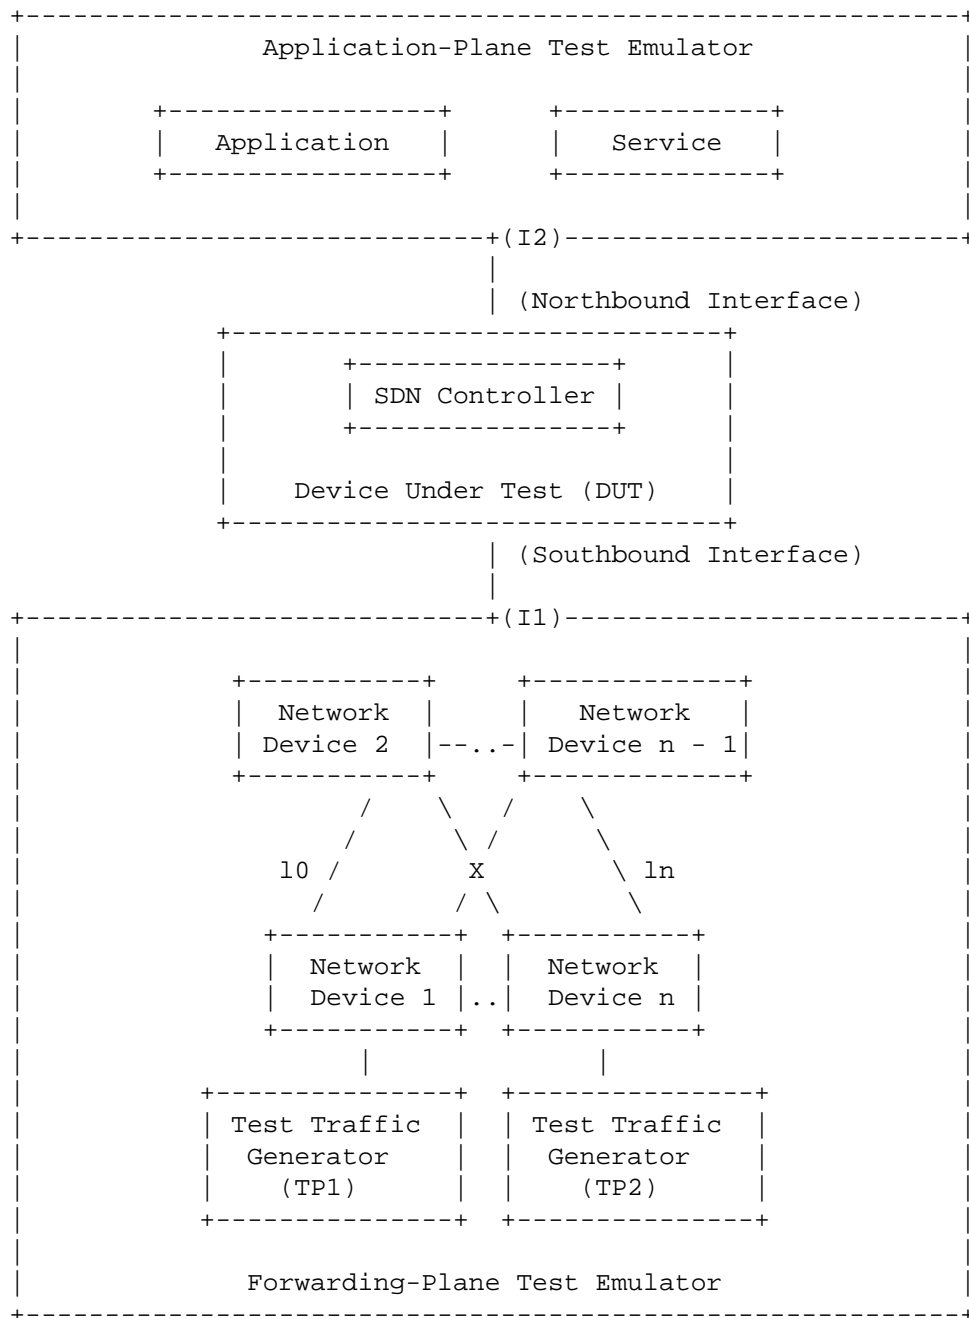 Application-Plane Test Emulator
Application Service
(I2)
(Northbound Interface)
SDN Controller
Device Under Test (DUT)
(Southbound Interface)
(I1)
Network Network
Device 2 --..- Device n - 1
X
l0 ln
Network Network
Device 1 .. Device n
Test Traffic Test Traffic
Generator Generator
(TP1) (TP2)
Forwarding-Plane Test Emulator